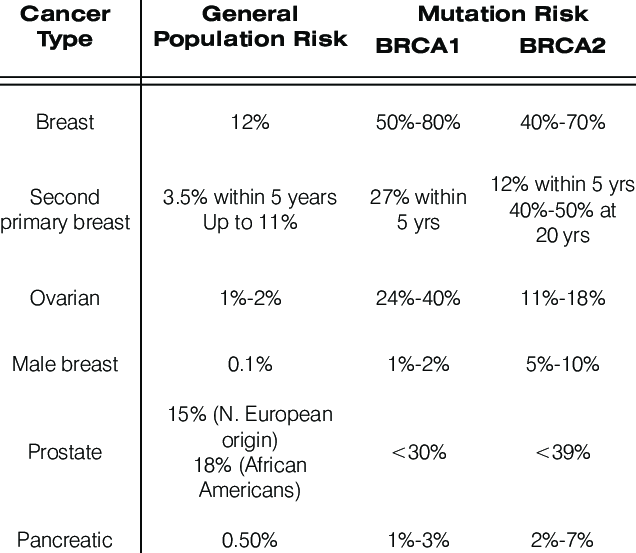 Cancer Type General Population Risk Mutation Risk
BRCA1 BRCA2
Breast 12% 50%-80% 40%-70%
Second primary breast 3.5% within 5 years Up to 11% 27% within 5 yrs 12% within 5 yrs 40%-50% at 20 yrs
Ovarian 1%-2% 24%-40% 11%-18%
Male breast 0.1% 1%-2% 5%-10%
Prostate 15% (N. European origin) 18% (African Americans) <30% <39%
Pancreatic 0.50% 1%-3% 2%-7%